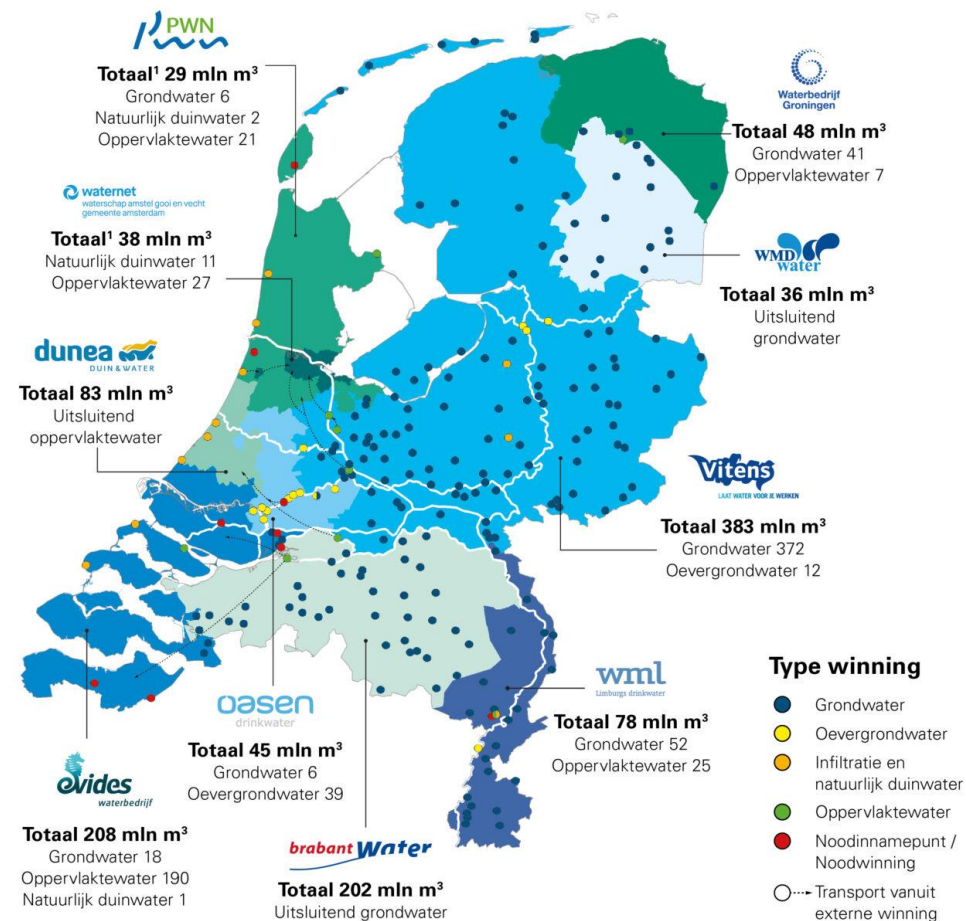 PWN
Totaal¹ 29 mln m³
Grondwater 6
Natuurlijk duinwater 2
Oppervlaktewater 21
waternet
waterschap amstel gooi en vecht
gemeente amsterdam
Totaal¹ 38 mln m³
Natuurlijk duinwater 11
Oppervlaktewater 27
dunea
DUIN & WATER
Totaal 83 mln m³
Uitsluitend
oppervlaktewater
Waterbedrijf
Groningen
Totaal 48 mln m³
Grondwater 41
Oppervlaktewater 7
WMD
water
Totaal 36 mln m³
Uitsluitend
grondwater
Vitens
LAAT WATER VOOR JE WERKEN
Totaal 383 mln m³
Grondwater 372
Oevergrondwater 12
wml
Limburgs drinkwater
Totaal 78 mln m³
Grondwater 52
Oppervlaktewater 25
oasen
drinkwater
Totaal 45 mln m³
Grondwater 6
Oevergrondwater 39
evides
waterbedrijf
Totaal 208 mln m³
Grondwater 18
Oppervlaktewater 190
Natuurlijk duinwater 1
brabant Water
Totaal 202 mln m³
Uitsluitend grondwater
Type winning
Grondwater
Oevergrondwater
Infiltratie en
natuurlijk duinwater
Oppervlaktewater
Noodinnamepunt /
Noodwinning
Transport vanuit
externe winning